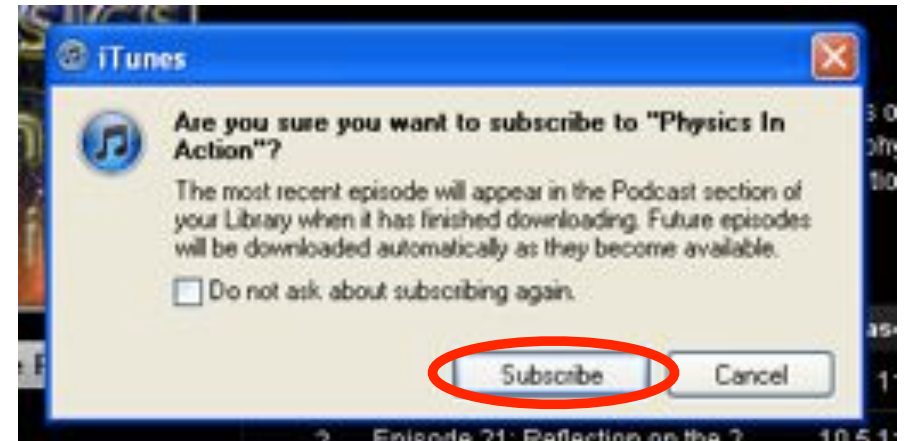 iTunes
Are you sure you want to subscribe to "Physics In
Action"?
The most recent episode will appear in the Podcast section of
your Library when it has finished downloading. Future episodes
will be downloaded automatically as they become available.
Do not ask about subscribing again.
Subscribe
Cancel
Episode 21: Reflection on the 2